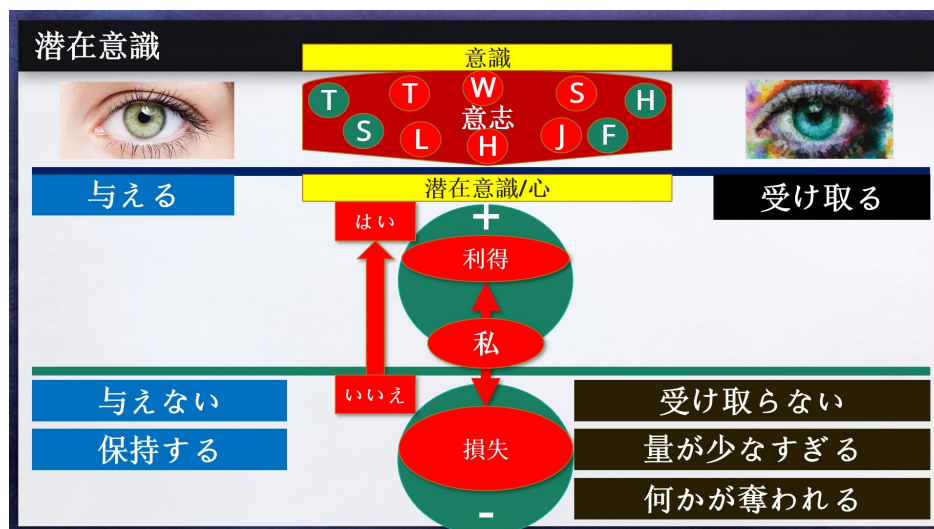 潜在意識
意識
T
T
W
S
H
S
L
意志
H
J
F
与える
潜在意識/心
受け取る
はい
+
利得
私
いいえ
与えない
保持する
損失
-
受け取らない
量が少なすぎる
何かが奪われる